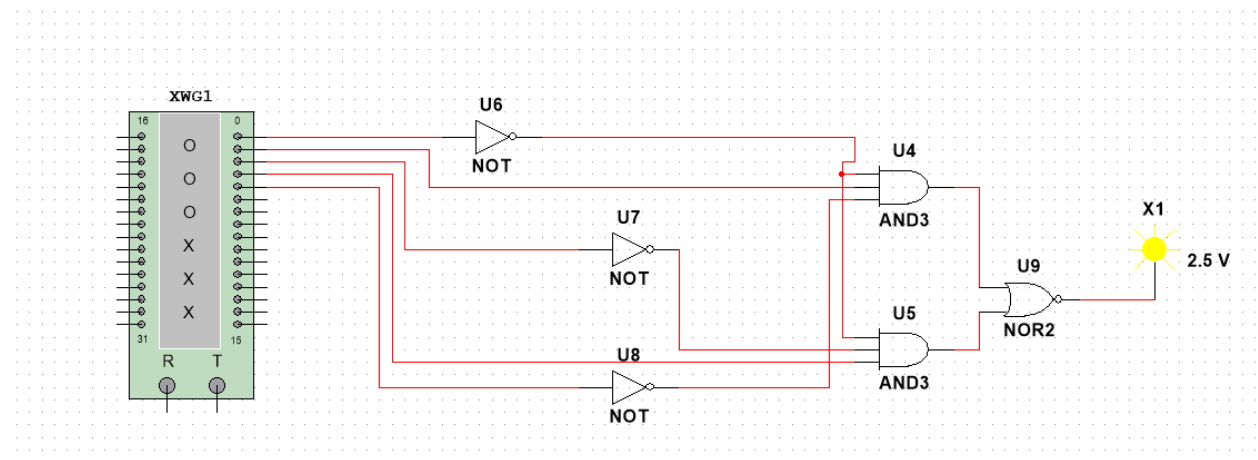 XWG1
16 0
O
O
O
X
X
X
31 15
R T
U6
NOT
U7
NOT
U8
NOT
U4
AND3
U5
AND3
U9
NOR2
X1
2.5 V